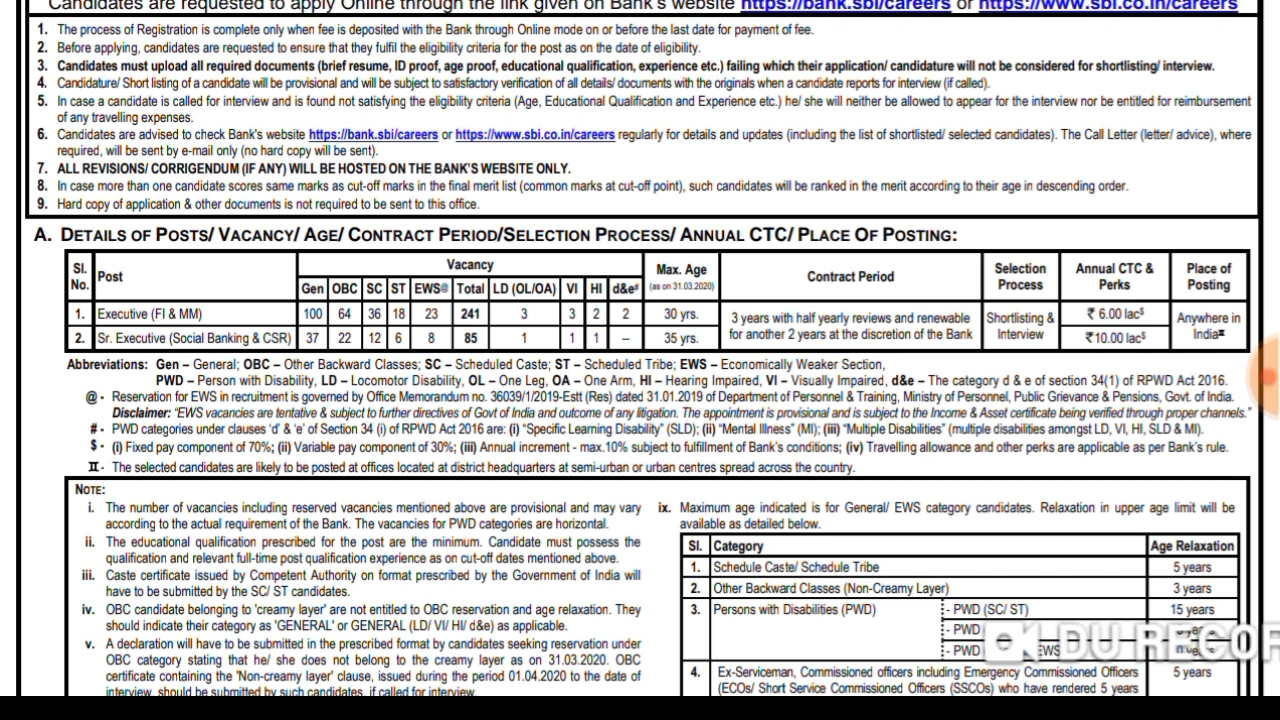 Candidates are requested to apply Online through the link given on Bank's website https://bank.sbi/careers or https://www.sbi.co.in/careers
1. The process of Registration is complete only when fee is deposited with the Bank through Online mode on or before the last date for payment of fee.
2. Before applying, candidates are requested to ensure that they fulfil the eligibility criteria for the post as on the date of eligibility.
3. Candidates must upload all required documents (brief resume, ID proof, age proof, educational qualification, experience etc.) failing which their application/ candidature will not be considered for shortlisting/ interview.
4. Candidature/ Short listing of a candidate will be provisional and will be subject to satisfactory verification of all details/ documents with the originals when a candidate reports for interview (if called).
5. In case a candidate is called for interview and is found not satisfying the eligibility criteria (Age, Educational Qualification and Experience etc.) he/ she will neither be allowed to appear for the interview nor be entitled for reimbursement
of any travelling expenses.
6. Candidates are advised to check Bank's website https://bank.sbi/careers or https://www.sbi.co.in/careers regularly for details and updates (including the list of shortlisted/ selected candidates). The Call Letter (letter/ advice), where
required, will be sent by e-mail only (no hard copy will be sent).
7. ALL REVISIONS/ CORRIGENDUM (IF ANY) WILL BE HOSTED ON THE BANK'S WEBSITE ONLY.
8. In case more than one candidate scores same marks as cut-off marks in the final merit list (common marks at cut-off point), such candidates will be ranked in the merit according to their age in descending order.
9. Hard copy of application & other documents is not required to be sent to this office.
A. DETAILS OF POSTS/ VACANCY/ AGE/ CONTRACT PERIOD/SELECTION PROCESS/ ANNUAL CTC/ PLACE OF POSTING:
Sl. No. Post Vacancy Max. Age (as on 31.03.2020) Contract Period Selection Process Annual CTC & Perks Place of Posting
Gen OBC SC ST EWS@ Total LD (OL/OA) VI HI d&e#
1. Executive (FI & MM) 100 64 36 18 23 241 3 3 2 2 30 yrs. 3 years with half yearly reviews and renewable Shortlisting & ₹ 6.00 lac$ Anywhere in
2. Sr. Executive (Social Banking & CSR) 37 22 12 6 8 85 1 1 1 – 35 yrs. for another 2 years at the discretion of the Bank Interview ₹10.00 lac$ India
Abbreviations: Gen – General; OBC – Other Backward Classes; SC – Scheduled Caste; ST – Scheduled Tribe; EWS – Economically Weaker Section,
PWD – Person with Disability, LD – Locomotor Disability, OL – One Leg, OA – One Arm, HI – Hearing Impaired, VI – Visually Impaired, d&e – The category d & e of section 34(1) of RPWD Act 2016.
@ - Reservation for EWS in recruitment is governed by Office Memorandum no. 36039/1/2019-Estt (Res) dated 31.01.2019 of Department of Personnel & Training, Ministry of Personnel, Public Grievance & Pensions, Govt. of India.
Disclaimer: "EWS vacancies are tentative & subject to further directives of Govt of India and outcome of any litigation. The appointment is provisional and is subject to the Income & Asset certificate being verified through proper channels."
# - PWD categories under clauses 'd' & 'e' of Section 34 (i) of RPWD Act 2016 are: (i) "Specific Learning Disability" (SLD); (ii) "Mental Illness" (MI); (iii) "Multiple Disabilities" (multiple disabilities amongst LD, VI, HI, SLD & MI).
$ - (i) Fixed pay component of 70%; (ii) Variable pay component of 30%; (iii) Annual increment - max.10% subject to fulfillment of Bank's conditions; (iv) Travelling allowance and other perks are applicable as per Bank's rule.
II - The selected candidates are likely to be posted at offices located at district headquarters at semi-urban or urban centres spread across the country.
NOTE:
i. The number of vacancies including reserved vacancies mentioned above are provisional and may vary
according to the actual requirement of the Bank. The vacancies for PWD categories are horizontal.
ii. The educational qualification prescribed for the post are the minimum. Candidate must possess the
qualification and relevant full-time post qualification experience as on cut-off dates mentioned above.
iii. Caste certificate issued by Competent Authority on format prescribed by the Government of India will
have to be submitted by the SC/ ST candidates.
iv. OBC candidate belonging to 'creamy layer' are not entitled to OBC reservation and age relaxation. They
should indicate their category as 'GENERAL' or GENERAL (LD/ VI/ HI/ d&e) as applicable.
v. A declaration will have to be submitted in the prescribed format by candidates seeking reservation under
OBC category stating that he/ she does not belong to the creamy layer as on 31.03.2020. OBC
certificate containing the 'Non-creamy layer' clause, issued during the period 01.04.2020 to the date of
interview, should be submitted by such candidates, if called for interview.
ix. Maximum age indicated is for General/ EWS category candidates. Relaxation in upper age limit will be
available as detailed below.
Sl. Category Age Relaxation
1. Schedule Caste/ Schedule Tribe 5 years
2. Other Backward Classes (Non-Creamy Layer) 3 years
3. Persons with Disabilities (PWD) - PWD (SC/ ST) 15 years
- PWD
- PWD EWS
4. Ex-Serviceman, Commissioned officers including Emergency Commissioned Officers 5 years
(ECOs/ Short Service Commissioned Officers (SSCOs) who have rendered 5 years
DU RECOR